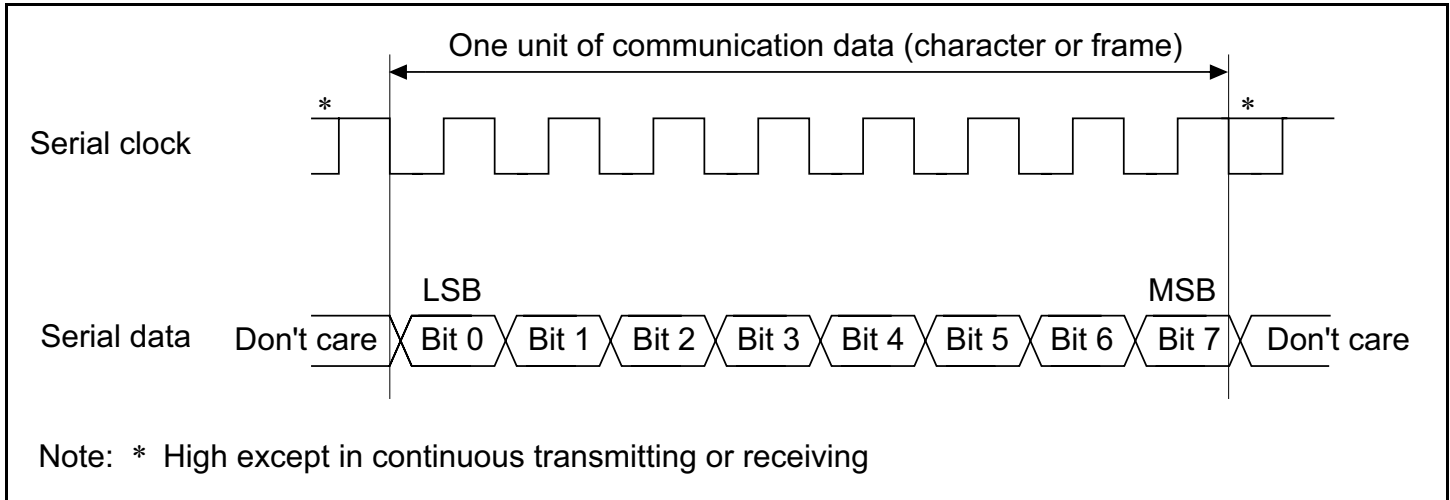 One unit of communication data (character or frame)
*
*
Serial clock
LSB
MSB
Serial data Don't care Bit 0 Bit 1 Bit 2 Bit 3 Bit 4 Bit 5 Bit 6 Bit 7 Don't care
Note: * High except in continuous transmitting or receiving